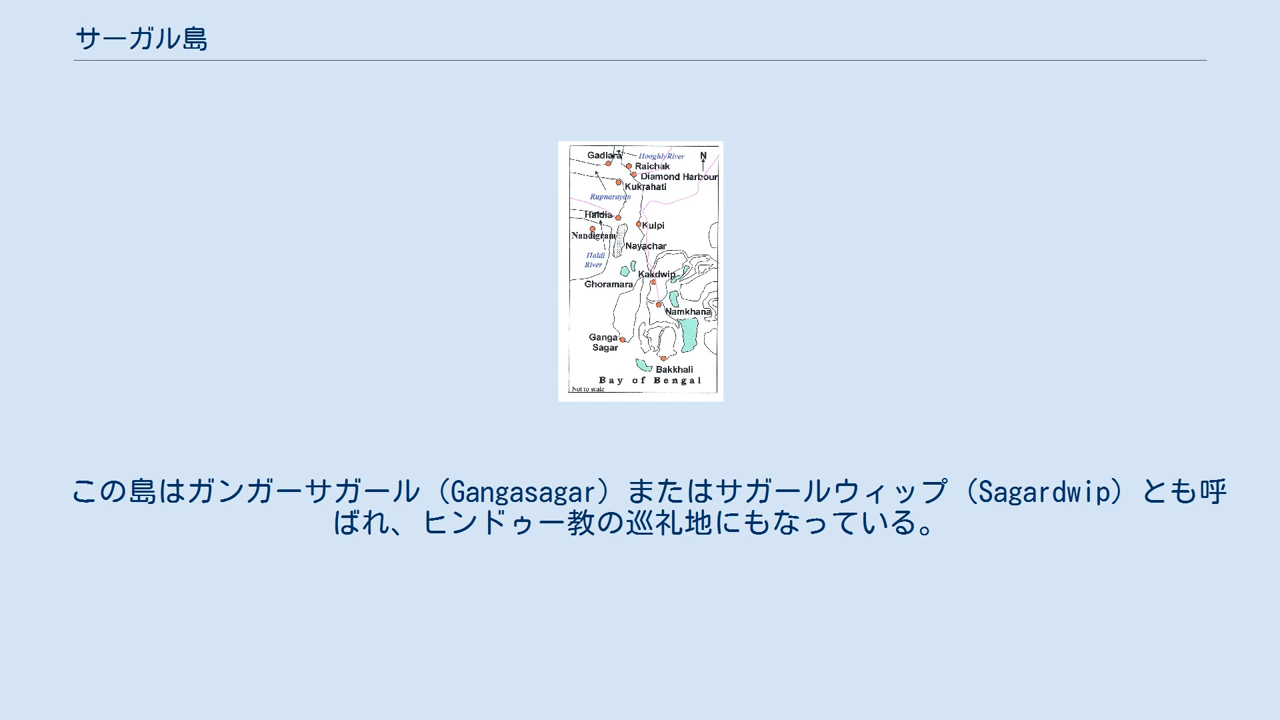 サーガル島
Gadiara
Hooghly River
N
Raichak
Diamond Harbour
Kukrahati
Rupnarayan
Haldia
Kulpi
Nandigram
Nayachar
Haldi
River
Kakdwip
Ghoramara
Namkhana
Ganga
Sagar
Bakkhali
Bay of Bengal
Not to scale
この島はガンガーサガール（Gangasagar）またはサガールウィップ（Sagardwip）とも呼
ばれ、ヒンドゥー教の巡礼地にもなっている。